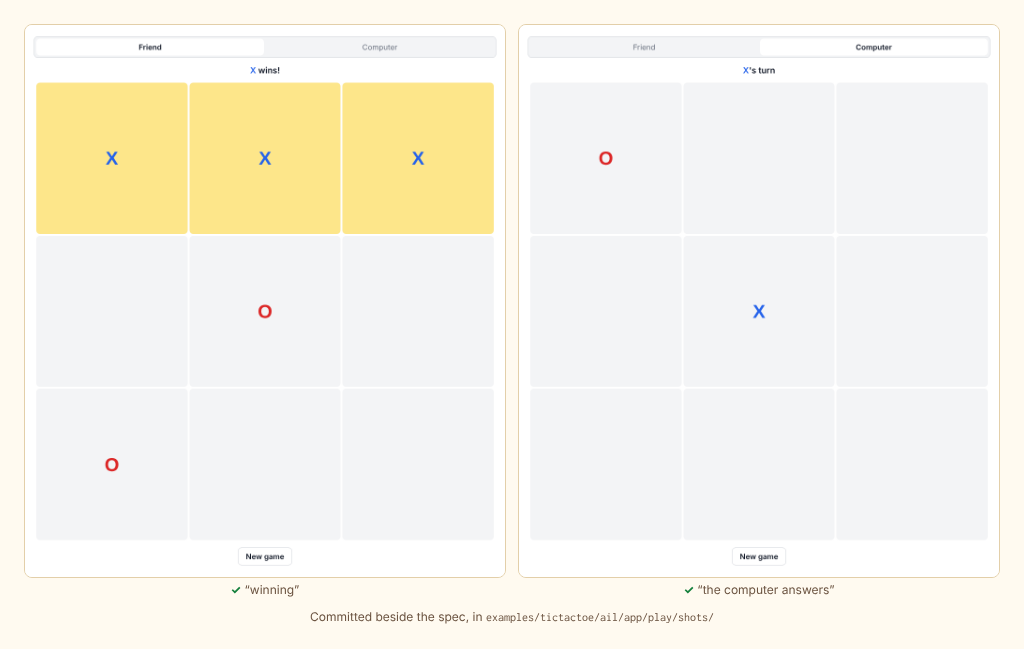 Friend Computer
X wins!
X X X
O
O
New game
✓ “winning”
Friend Computer
X's turn
O
X
New game
✓ “the computer answers”
Committed beside the spec, in examples/tictactoe/ail/app/play/shots/